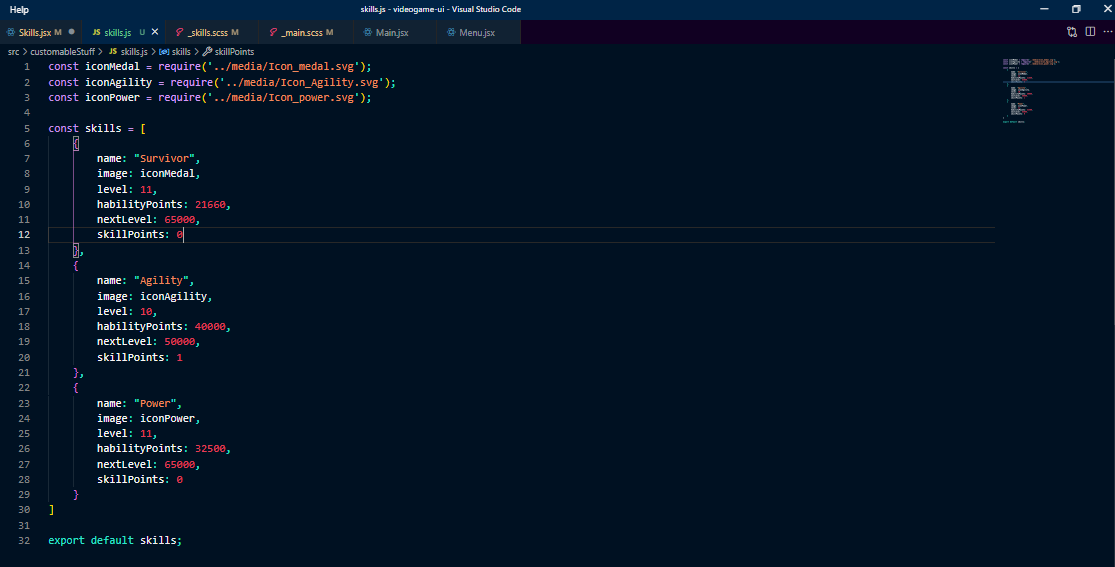 Help
skills.js - videogame-ui - Visual Studio Code
Skills.jsx M
JS skills.js U
_skills.scss M
_main.scss M
Main.jsx
Menu.jsx
src > customableStuff > JS skills.js > skills > skillPoints
1 const iconMedal = require('../media/Icon_medal.svg');
2 const iconAgility = require('../media/Icon_Agility.svg');
3 const iconPower = require('../media/Icon_power.svg');
4
5 const skills = [
6 {
7 name: "Survivor",
8 image: iconMedal,
9 level: 11,
10 habilityPoints: 21660,
11 nextLevel: 65000,
12 skillPoints: 0
13 },
14 {
15 name: "Agility",
16 image: iconAgility,
17 level: 10,
18 habilityPoints: 40000,
19 nextLevel: 50000,
20 skillPoints: 1
21 },
22 {
23 name: "Power",
24 image: iconPower,
25 level: 11,
26 habilityPoints: 32500,
27 nextLevel: 65000,
28 skillPoints: 0
29 }
30 ]
31
32 export default skills;